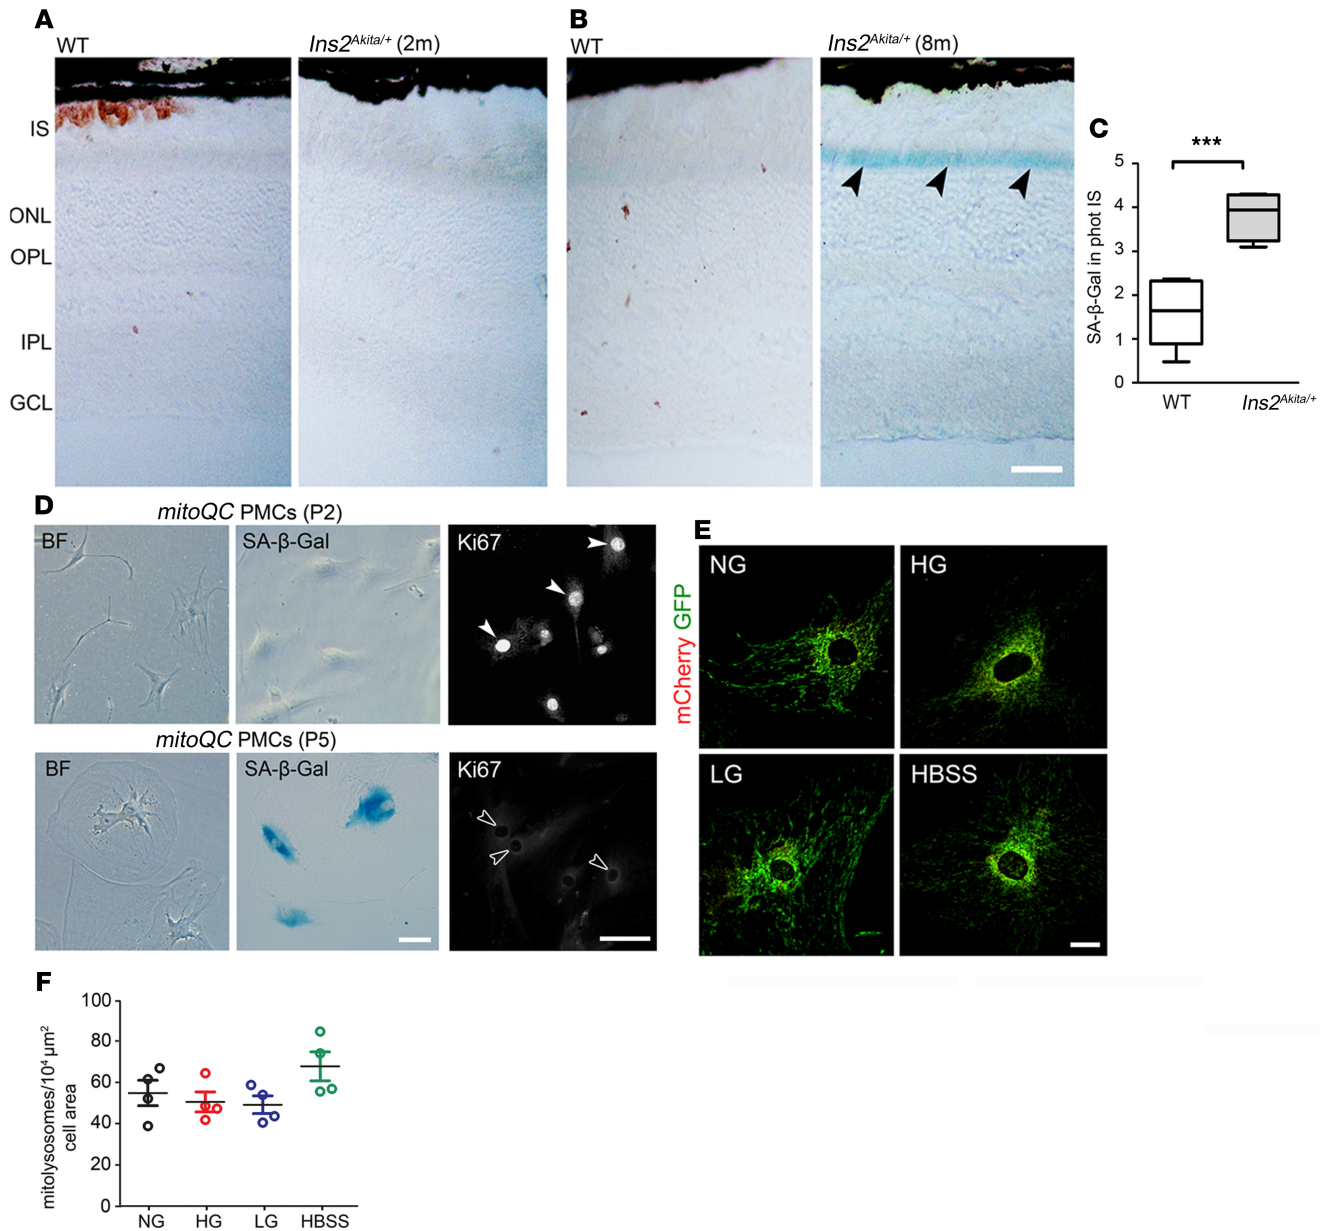 A
B
WT
Ins2Akita/+ (2m)
WT
Ins2Akita/+ (8m)
IS
ONL
OPL
IPL
GCL
C
***
SA-β-Gal in phot IS
5
4
3
2
1
0
WT
Ins2Akita/+
D
mitoQC PMCs (P2)
BF
SA-β-Gal
Ki67
mitoQC PMCs (P5)
BF
SA-β-Gal
Ki67
E
mCherry GFP
NG
HG
LG
HBSS
F
mitolysosomes/10⁴ µm²
cell area
100
80
60
40
20
0
NG
HG
LG
HBSS